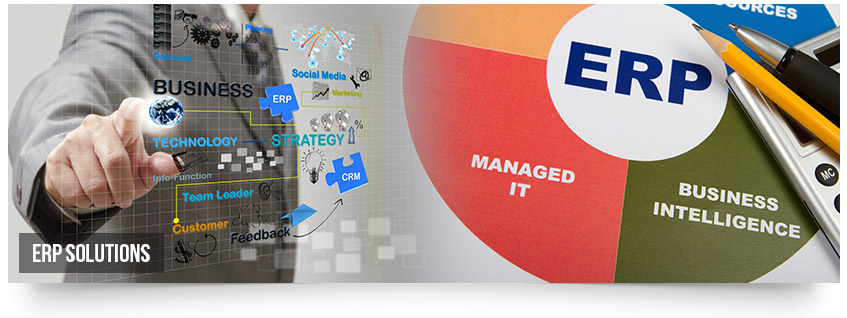 Planning
Social Media
BUSINESS
ERP
Marketing
TECHNOLOGY
STRATEGY
%
Info-Function
CRM
Team Leader
Customer
Feedback
ERP SOLUTIONS
SOURCES
ERP
MANAGED
IT
BUSINESS
INTELLIGENCE
MC